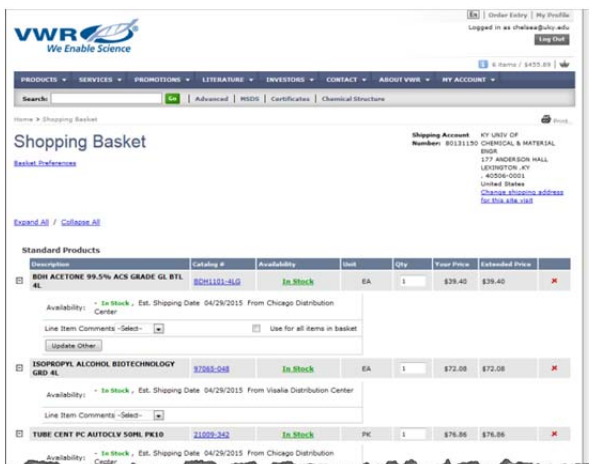 En | Order Entry | My Profile
Logged in as chelsea@uky.edu
Log Out
VWR
We Enable Science
6 items / $455.89
PRODUCTS SERVICES PROMOTIONS LITERATURE INVESTORS CONTACT ABOUT VWR MY ACCOUNT
Search: Go | Advanced | MSDS | Certificates | Chemical Structure
Home > Shopping Basket
Print
Shopping Basket
Basket Preferences
Shipping Account Number: 80131150
KY UNIV OF
CHEMICAL & MATERIAL
ENGR
177 ANDERSON HALL
LEXINGTON ,KY
, 40506-0001
United States
Change shipping address
for this site visit
Expand All / Collapse All
Standard Products
Description Catalog # Availability Unit Qty Your Price Extended Price
BDH ACETONE 99.5% ACS GRADE GL BTL
4L BDH1101-4LG In Stock EA 1 $39.40 $39.40
Availability: - In Stock , Est. Shipping Date 04/29/2015 From Chicago Distribution
Center
Line Item Comments -Select- Use for all items in basket
Update Other
ISOPROPYL ALCOHOL BIOTECHNOLOGY
GRD 4L 97065-048 In Stock EA 1 $72.08 $72.08
Availability: - In Stock , Est. Shipping Date 04/29/2015 From Visalia Distribution Center
Line Item Comments -Select-
TUBE CENT PC AUTOCLV 50ML PK10 21009-342 In Stock PK 1 $76.86 $76.86
Availability: - In Stock , Est. Shipping Date 04/29/2015 From Chicago Distribution
Center